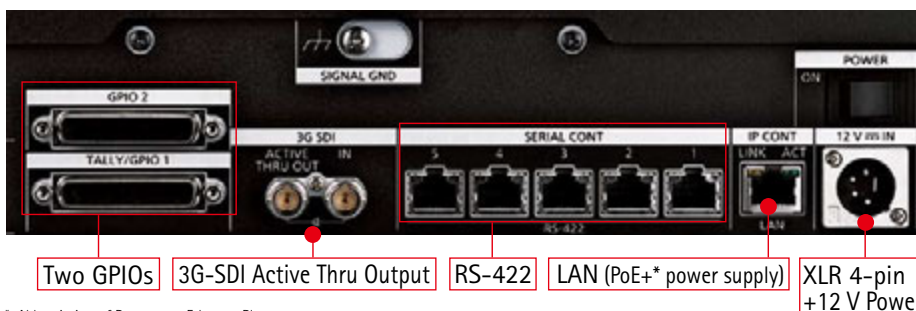 SIGNAL GND
POWER
ON
GPIO 2
TALLY/GPIO 1
3G SDI
ACTIVE THRU OUT
IN
SERIAL CONT
5 4 3 2 1
RS-422
IP CONT
LINK ACT
LAN
12 V IN
Two GPIOs
3G-SDI Active Thru Output
RS-422
LAN (PoE+* power supply)
XLR 4-pin
+12 V Powe